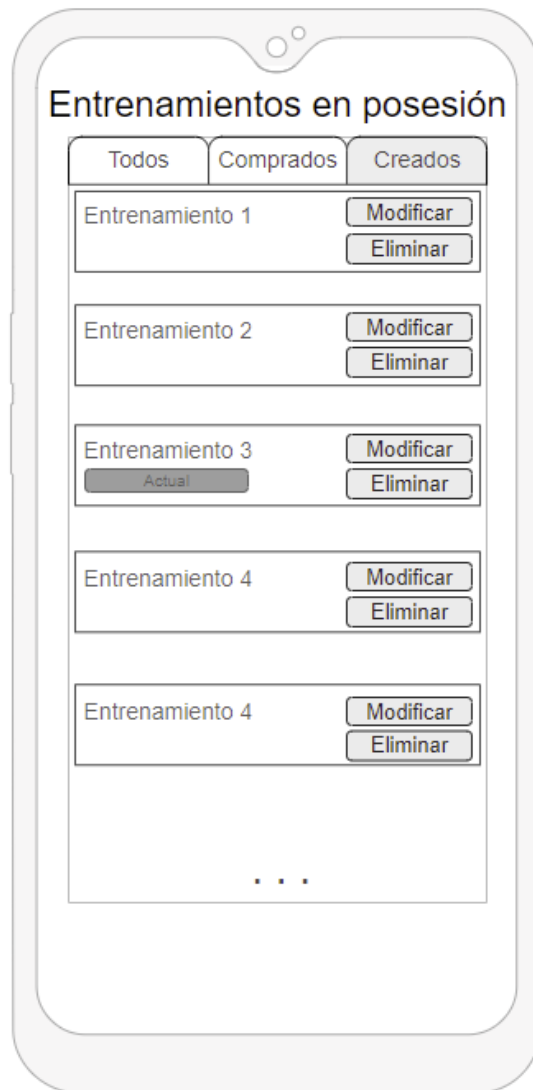 Entrenamientos en posesión
Todos Comprados Creados
Entrenamiento 1 Modificar
Eliminar
Entrenamiento 2 Modificar
Eliminar
Entrenamiento 3 Modificar
Actual Eliminar
Entrenamiento 4 Modificar
Eliminar
Entrenamiento 4 Modificar
Eliminar
. . .